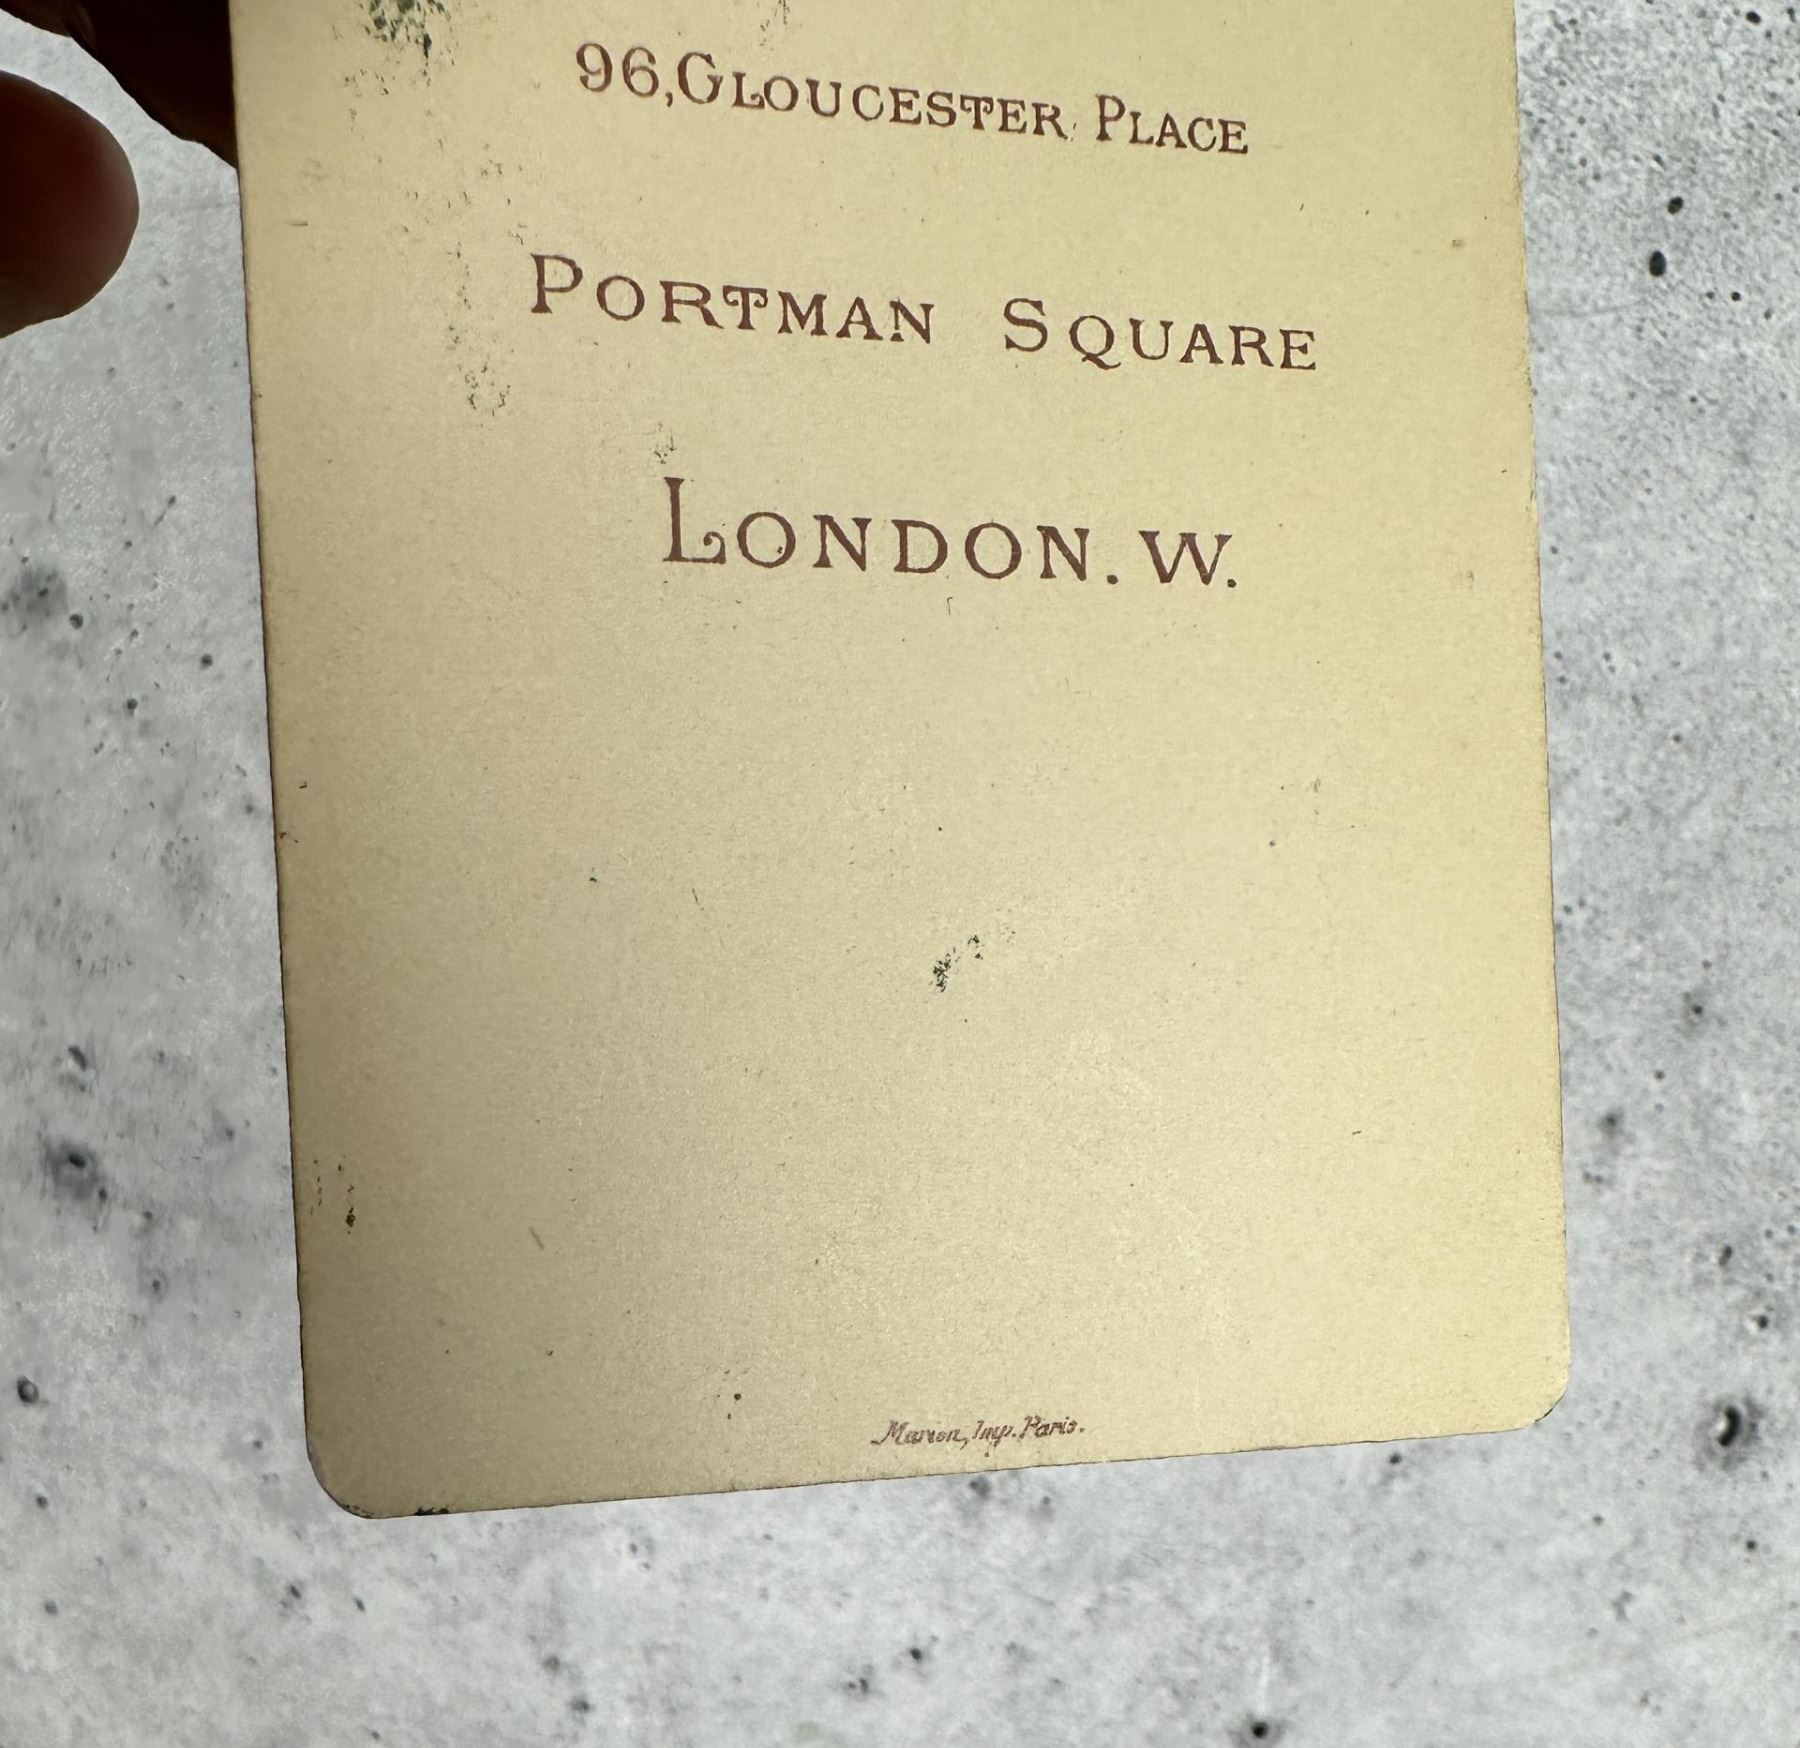 96, GLOUCESTER PLACE
PORTMAN SQUARE
LONDON. W.
Marion, Imp. Paris.